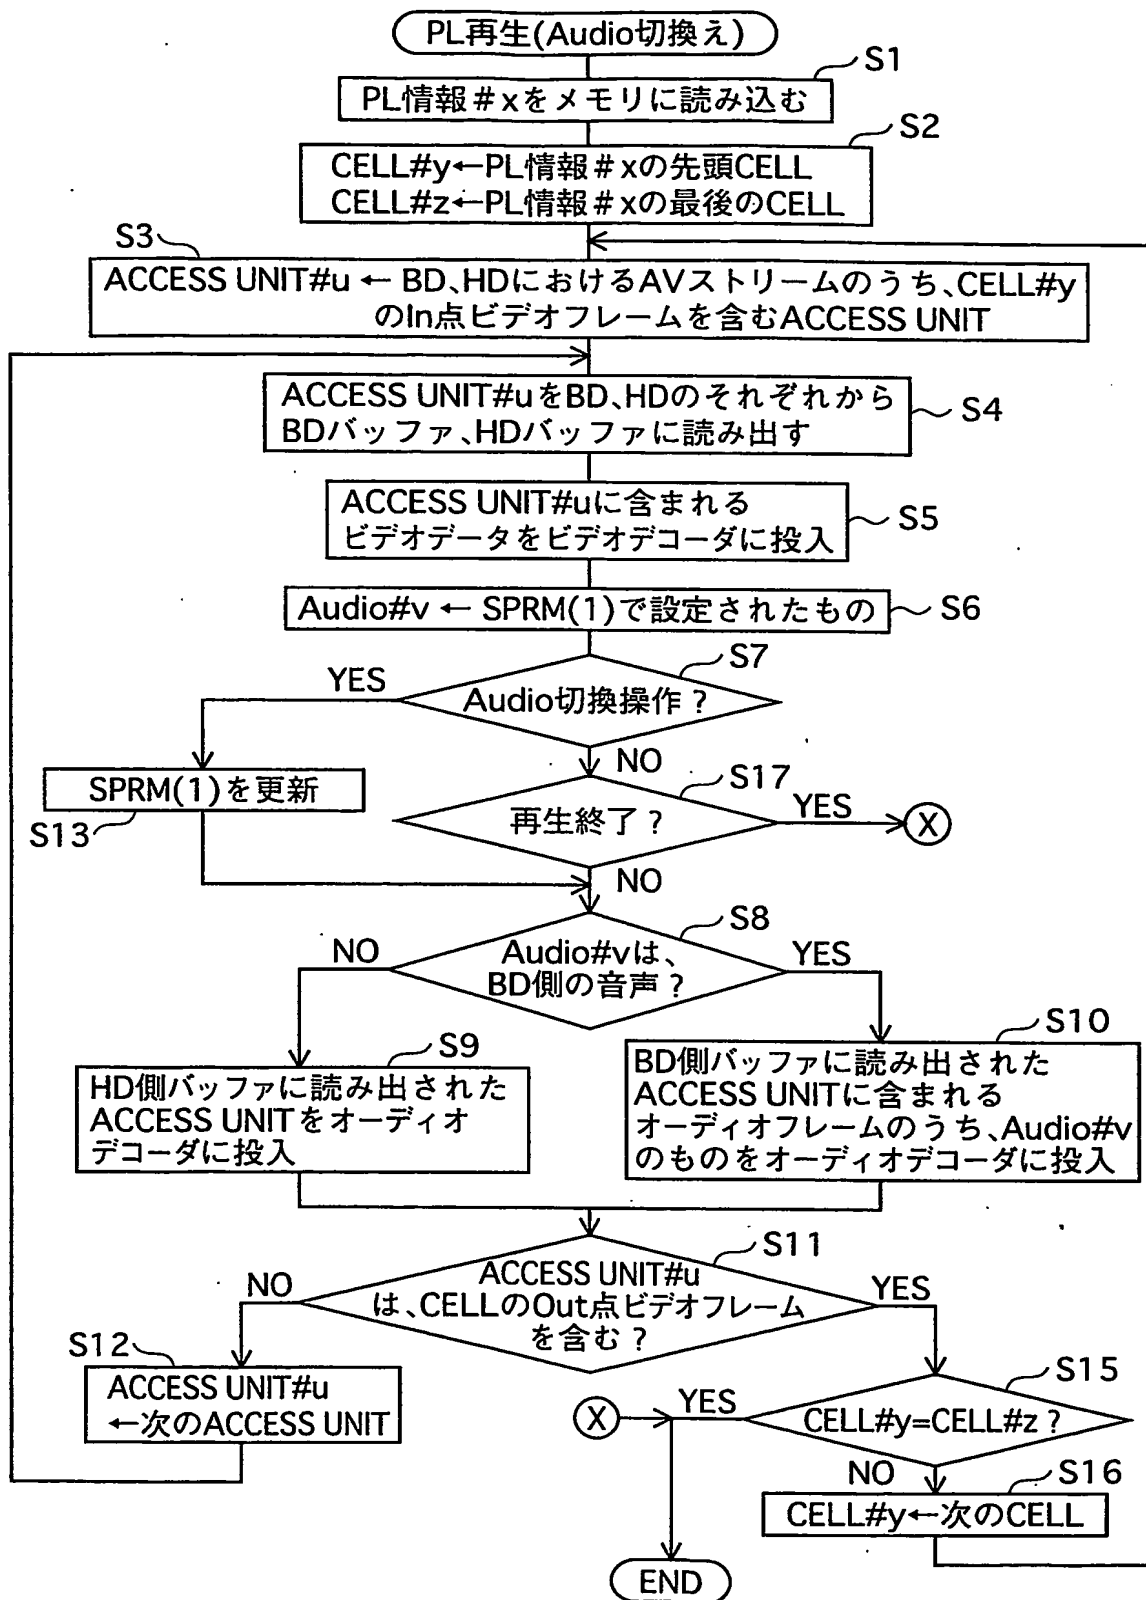 PL再生(Audio切換え)
S1
PL情報#xをメモリに読み込む
S2
CELL#y←PL情報#xの先頭CELL
CELL#z←PL情報#xの最後のCELL
S3
ACCESS UNIT#u ← BD、HDにおけるAVストリームのうち、CELL#y
のIn点ビデオフレームを含むACCESS UNIT
ACCESS UNIT#uをBD、HDのそれぞれから
BDバッファ、HDバッファに読み出す
S4
ACCESS UNIT#uに含まれる
ビデオデータをビデオデコーダに投入
S5
Audio#v ← SPRM(1)で設定されたもの
S6
S7
YES
Audio切換操作?
NO
SPRM(1)を更新
S13
S17
再生終了?
YES
X
NO
S8
NO
Audio#vは、
BD側の音声?
YES
S9
HD側バッファに読み出された
ACCESS UNITをオーディオ
デコーダに投入
S10
BD側バッファに読み出された
ACCESS UNITに含まれる
オーディオフレームのうち、Audio#v
のものをオーディオデコーダに投入
S11
NO
ACCESS UNIT#u
は、CELLのOut点ビデオフレーム
を含む?
YES
S12
ACCESS UNIT#u
←次のACCESS UNIT
S15
X
YES
CELL#y=CELL#z?
NO
S16
CELL#y←次のCELL
END